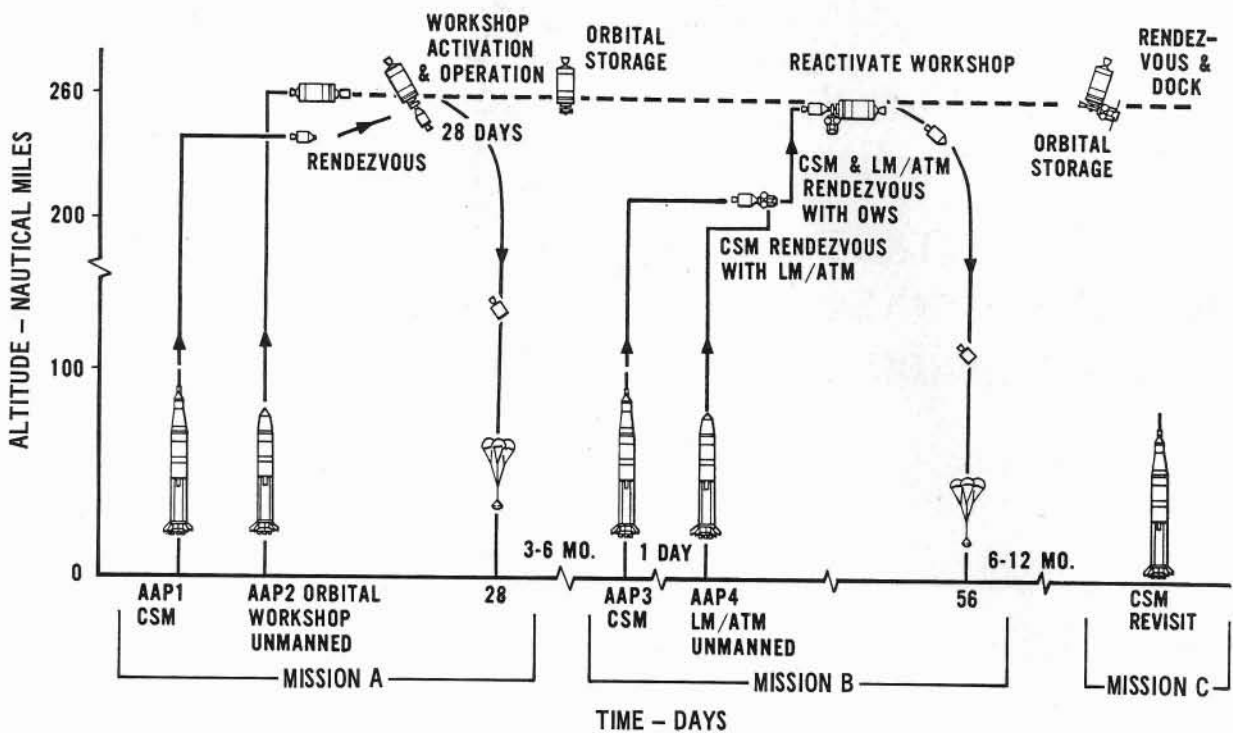 WORKSHOP
ACTIVATION
& OPERATION
ORBITAL
STORAGE
REACTIVATE WORKSHOP
RENDEZ-
VOUS &
DOCK
260
28 DAYS
RENDEZVOUS
ORBITAL
STORAGE
CSM & LM/ATM
RENDEZVOUS
WITH OWS
200
CSM RENDEZVOUS
WITH LM/ATM
ALTITUDE – NAUTICAL MILES
100
3-6 MO.
1 DAY
6-12 MO.
0
AAP1
CSM
AAP2 ORBITAL
WORKSHOP
UNMANNED
28
AAP3
CSM
AAP4
LM/ATM
UNMANNED
56
CSM
REVISIT
MISSION A
MISSION B
MISSION C
TIME – DAYS